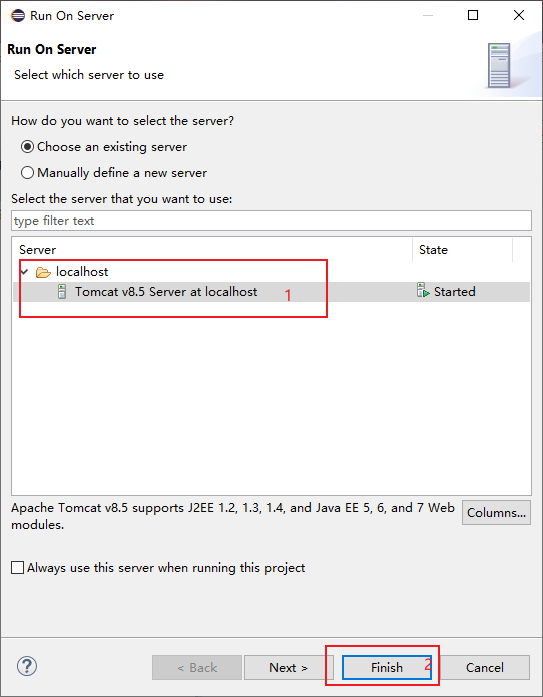 Run On Server
Run On Server
Select which server to use
How do you want to select the server?
Choose an existing server
Manually define a new server
Select the server that you want to use:
type filter text
Server State
localhost
Tomcat v8.5 Server at localhost 1 Started
Apache Tomcat v8.5 supports J2EE 1.2, 1.3, 1.4, and Java EE 5, 6, and 7 Web
modules.
Columns...
Always use this server when running this project
? < Back Next > Finish 2 Cancel